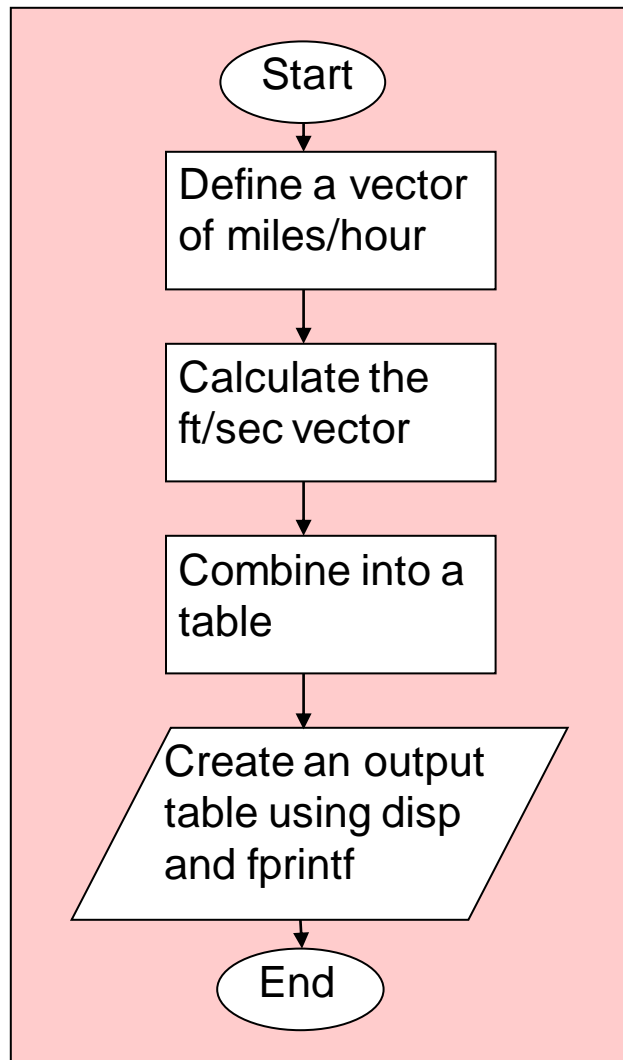 Start
Define a vector
of miles/hour
Calculate the
ft/sec vector
Combine into a
table
Create an output
table using disp
and fprintf
End